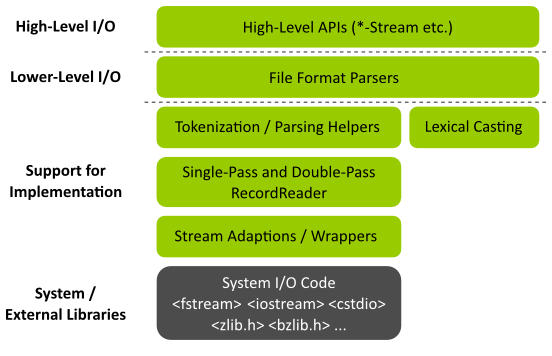 High-Level I/O
High-Level APIs (*-Stream etc.)
Lower-Level I/O
File Format Parsers
Tokenization / Parsing Helpers
Lexical Casting
Support for
Implementation
Single-Pass and Double-Pass
RecordReader
Stream Adaptions / Wrappers
System /
External Libraries
System I/O Code
<fstream> <iostream> <cstdio>
<zlib.h> <bzlib.h> ...